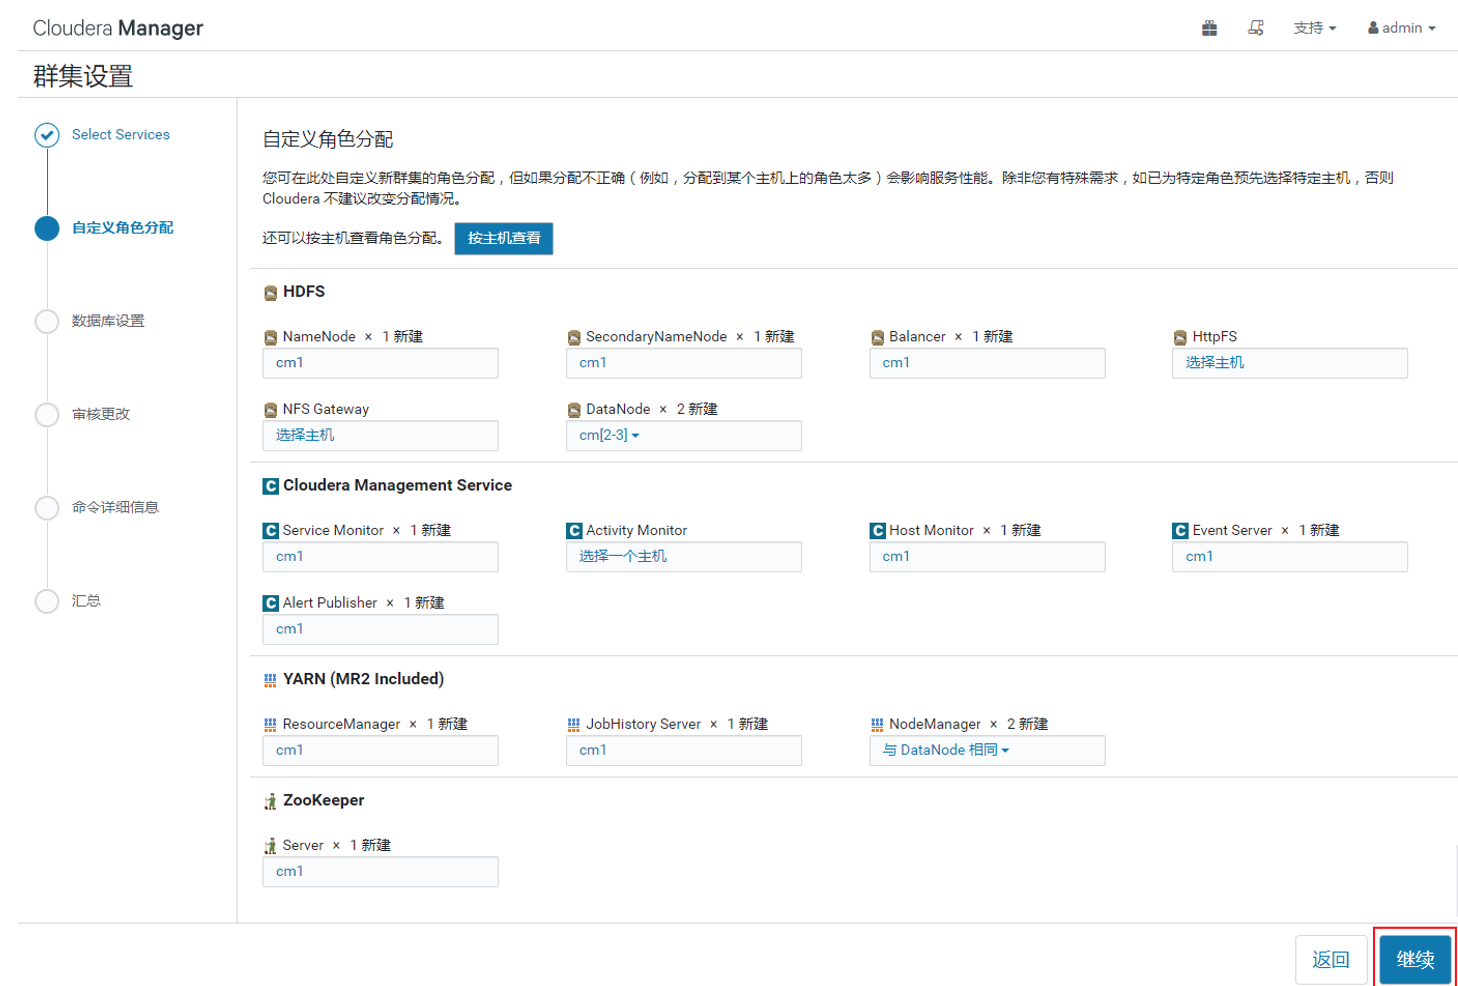 Cloudera Manager
支持
admin
群集设置
Select Services
自定义角色分配
数据库设置
审核更改
命令详细信息
汇总
自定义角色分配
您可在此处自定义新群集的角色分配，但如果分配不正确（例如，分配到某个主机上的角色太多）会影响服务性能。除非您有特殊需求，如已为特定角色预先选择特定主机，否则
Cloudera 不建议改变分配情况。
还可以按主机查看角色分配。 按主机查看
HDFS
NameNode × 1 新建
cm1
SecondaryNameNode × 1 新建
cm1
Balancer × 1 新建
cm1
HttpFS
选择主机
NFS Gateway
选择主机
DataNode × 2 新建
cm[2-3]
Cloudera Management Service
Service Monitor × 1 新建
cm1
Activity Monitor
选择一个主机
Host Monitor × 1 新建
cm1
Event Server × 1 新建
cm1
Alert Publisher × 1 新建
cm1
YARN (MR2 Included)
ResourceManager × 1 新建
cm1
JobHistory Server × 1 新建
cm1
NodeManager × 2 新建
与 DataNode 相同
ZooKeeper
Server × 1 新建
cm1
返回
继续